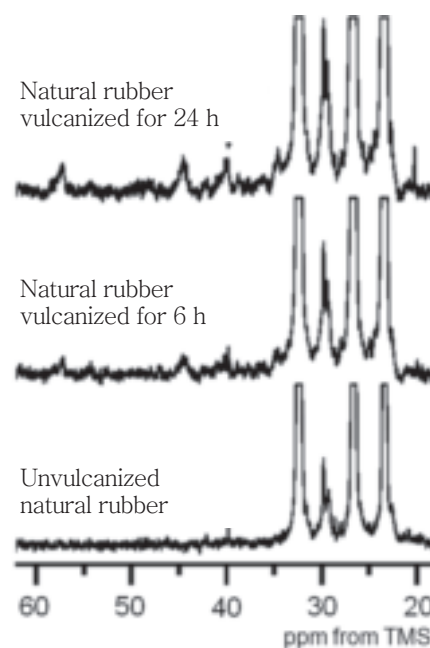 Natural rubber
vulcanized for 24 h
Natural rubber
vulcanized for 6 h
Unvulcanized
natural rubber
60 50 40 30 20
ppm from TMS